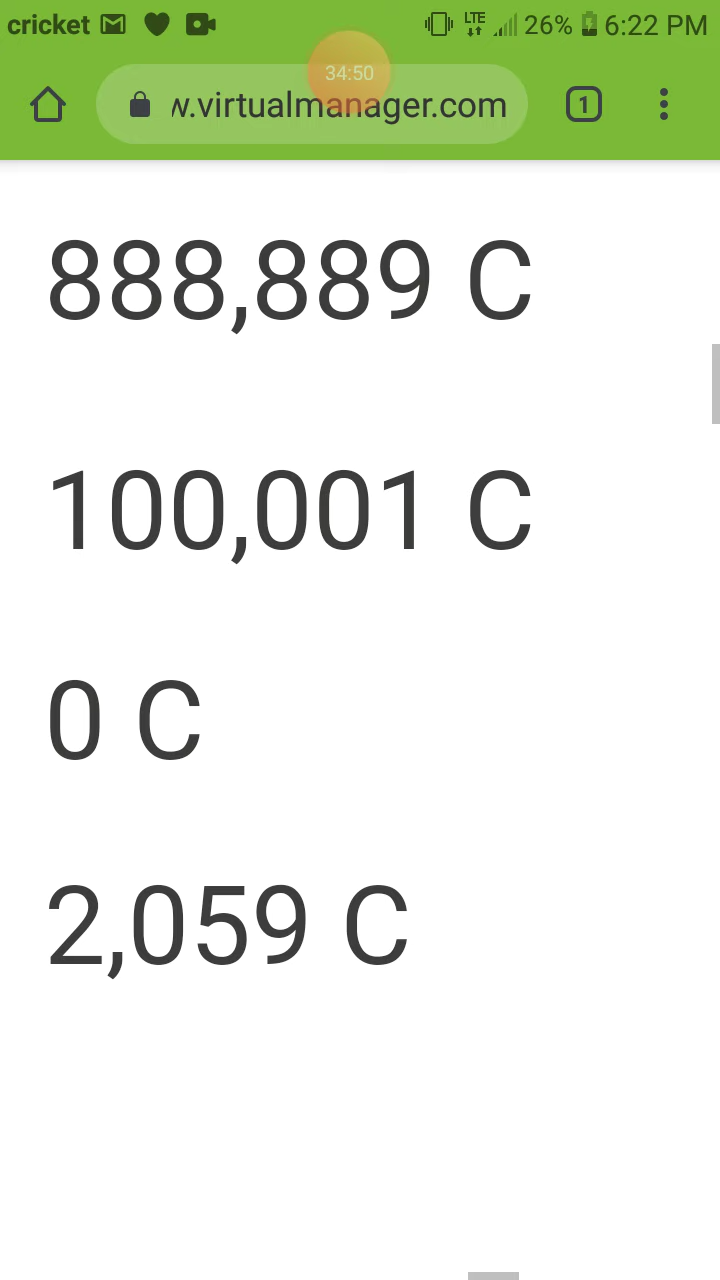 cricket LTE 26% 6:22 PM
34:50
w.virtualmanager.com 1
888,889 C
100,001 C
0 C
2,059 C